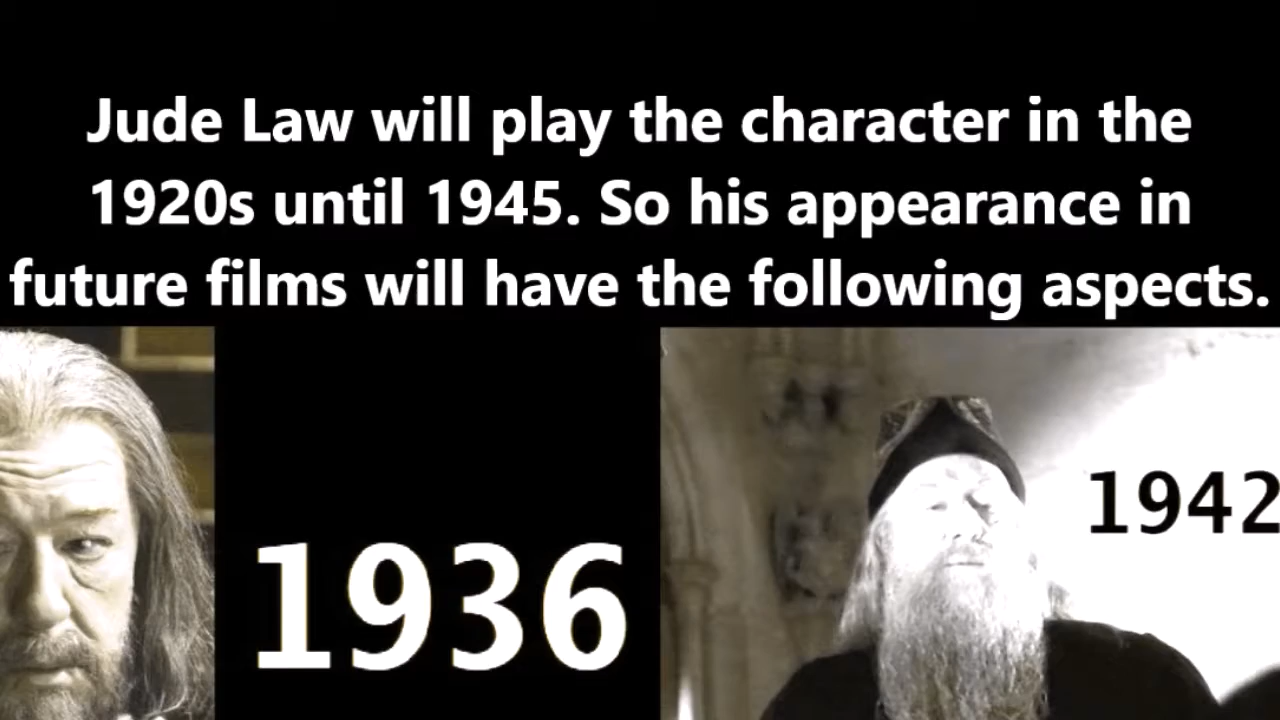 Jude Law will play the character in the
1920s until 1945. So his appearance in
future films will have the following aspects.
1942
1936